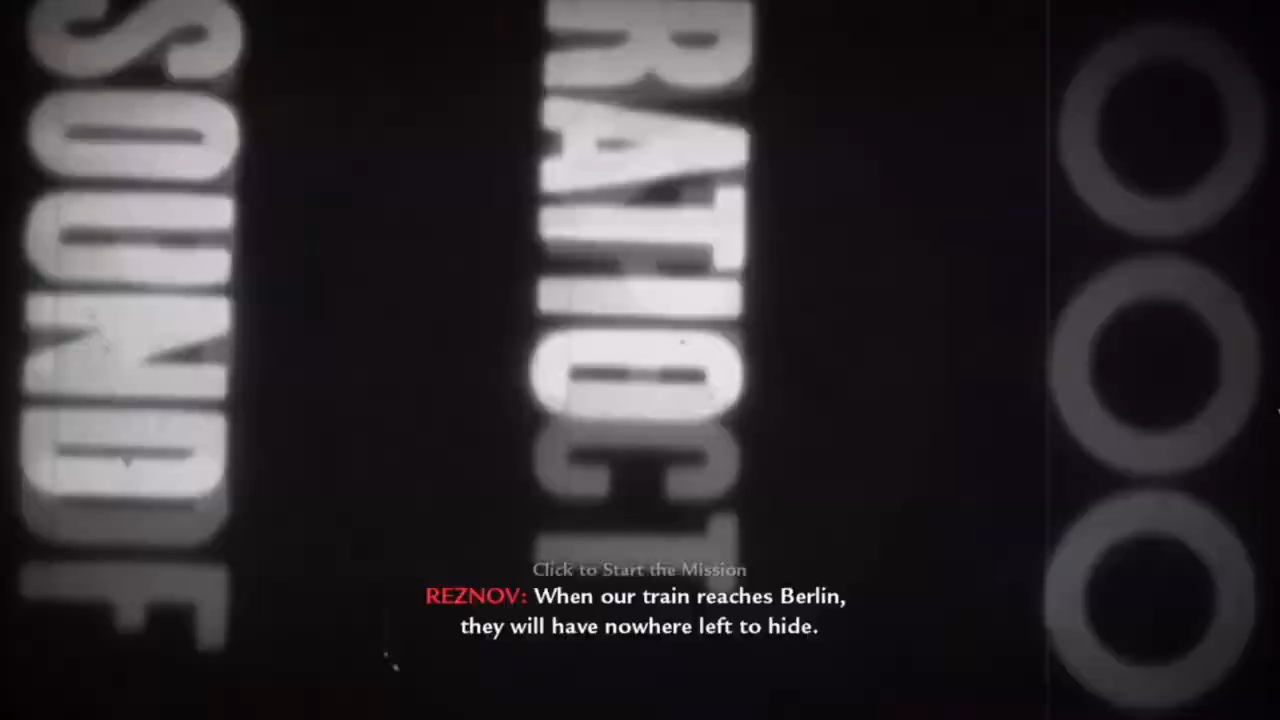 SOUND
RATIO
OOO
Click to Start the Mission
REZNOV: When our train reaches Berlin,
they will have nowhere left to hide.